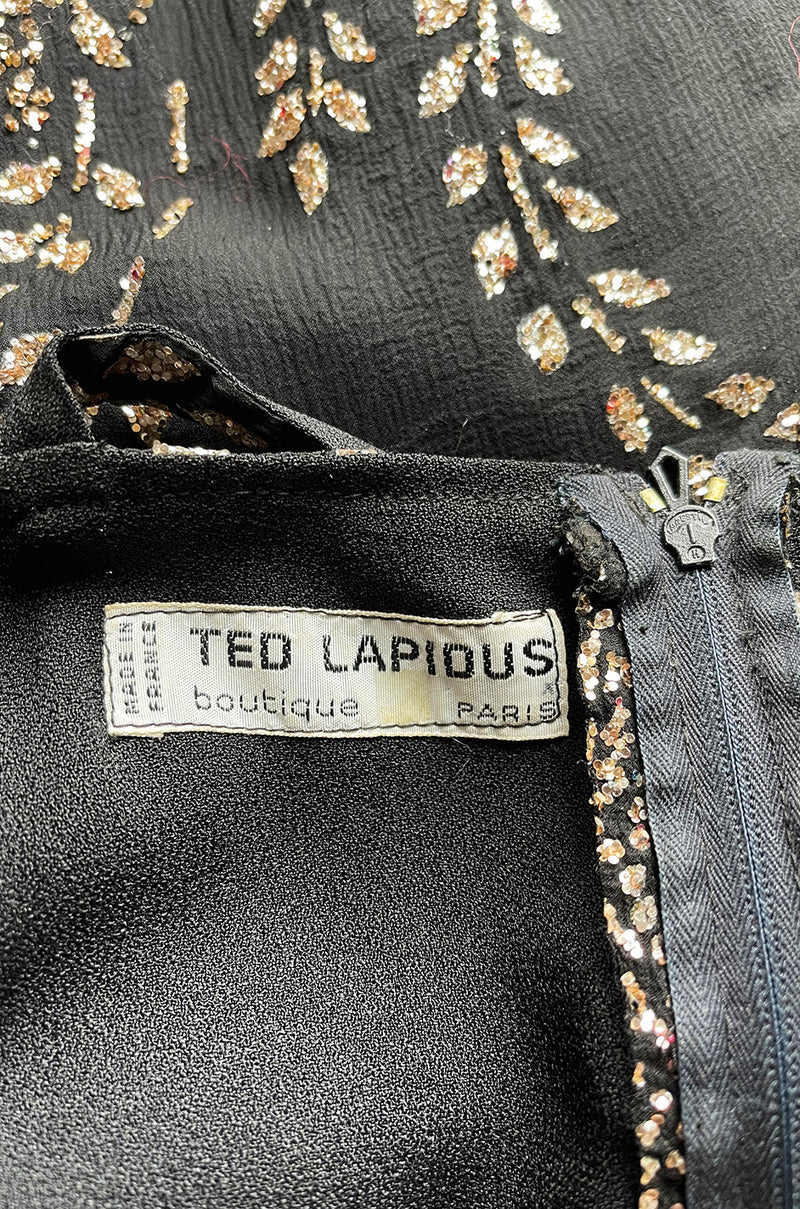 MADE IN
FRANCE
TED LAPIDUS
boutique PARIS